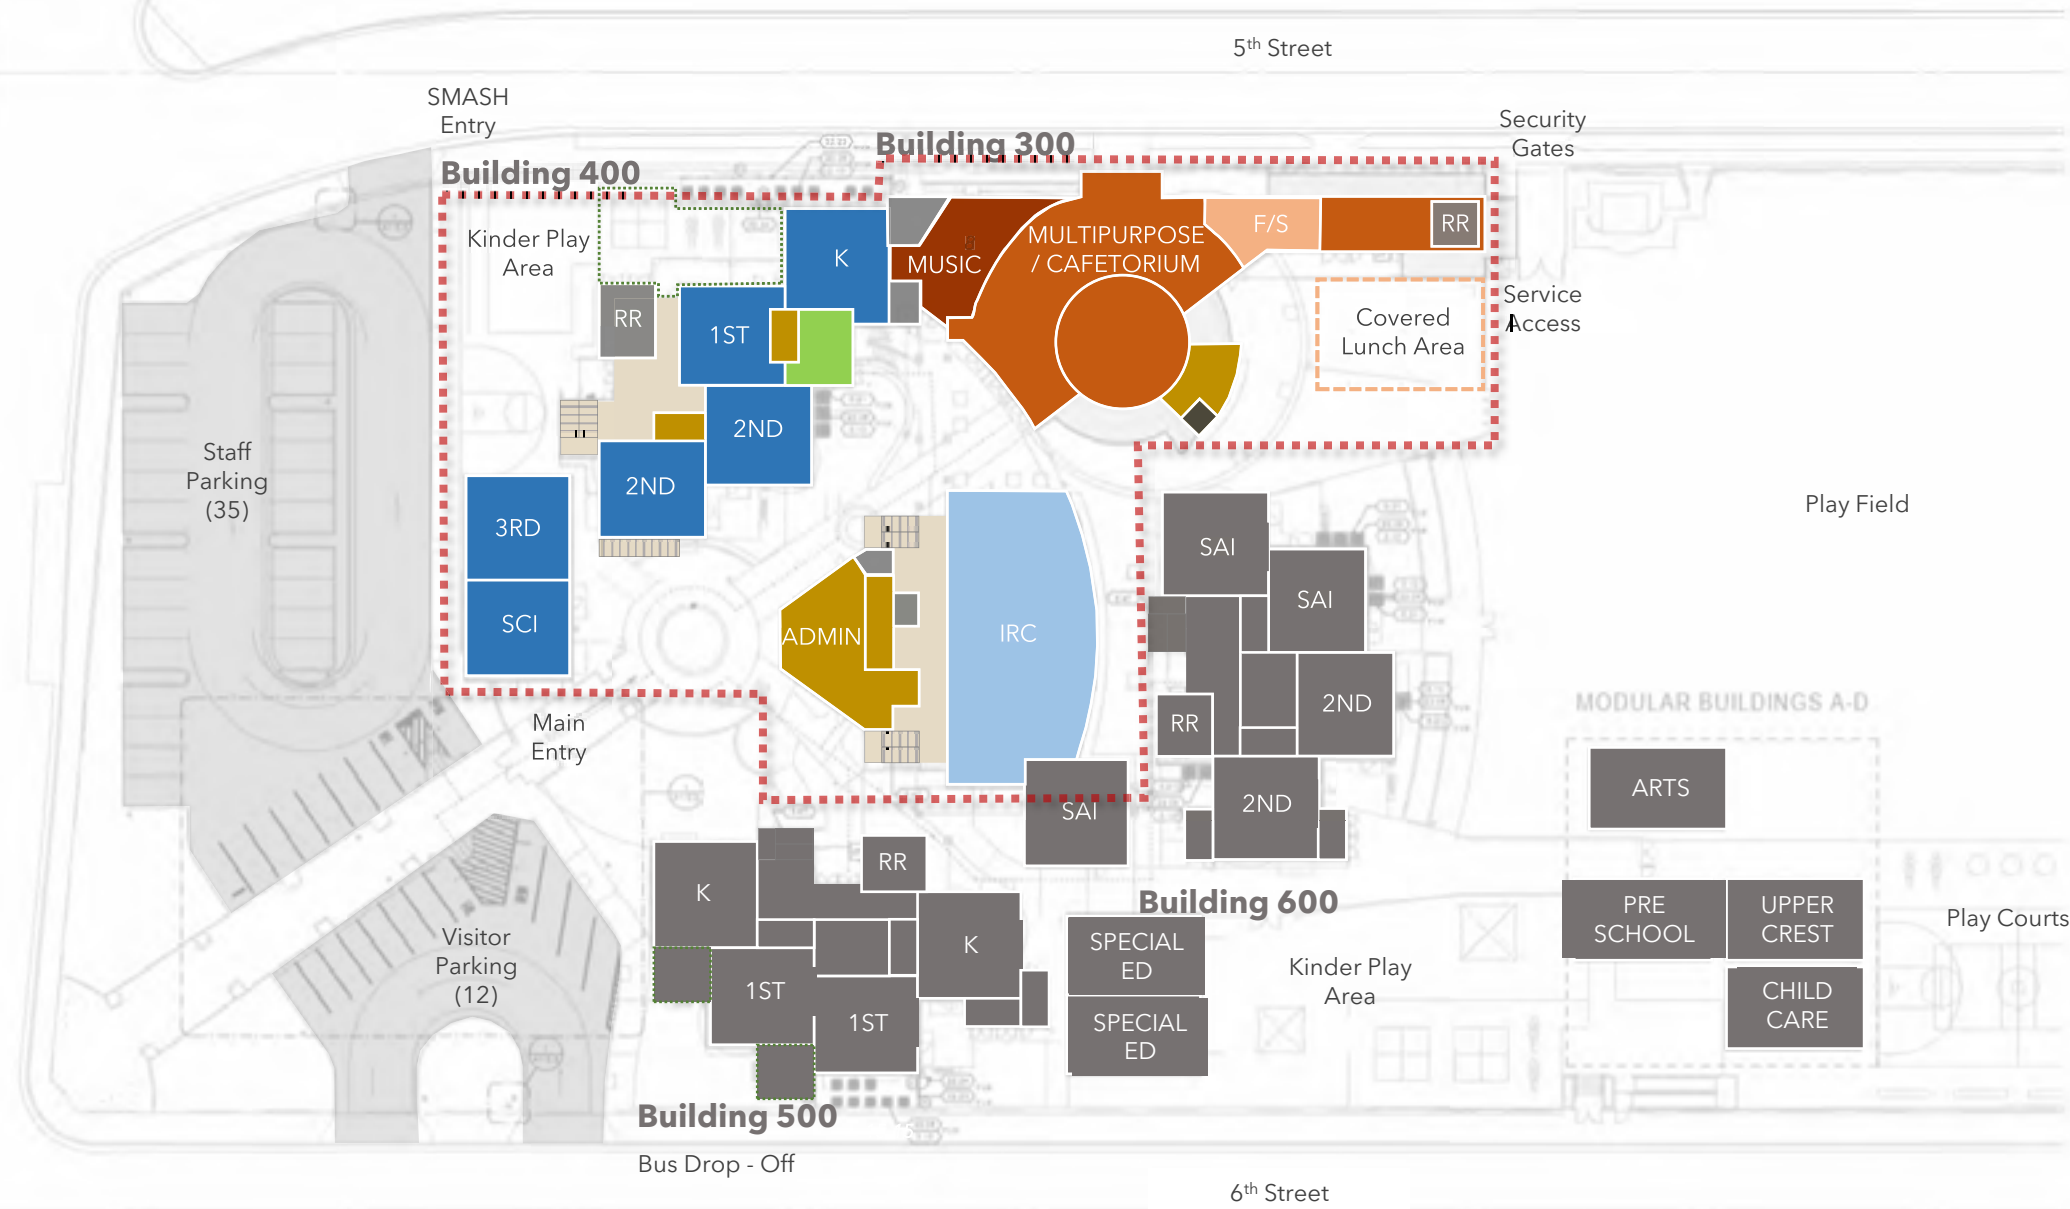 5th Street
SMASH
Entry
Security
Gates
Building 300
Building 400
Kinder Play
Area
K
MUSIC
MULTIPURPOSE
/ CAFETORIUM
F/S
RR
RR
1ST
Covered
Lunch Area
Service
Access
2ND
2ND
Staff
Parking
(35)
3RD
SCI
ADMIN
IRC
SAI
SAI
Play Field
RR
2ND
MODULAR BUILDINGS A-D
Main
Entry
ARTS
2ND
SAI
K
RR
Building 600
PRE
SCHOOL
UPPER
CREST
Play Courts
Visitor
Parking
(12)
K
SPECIAL
ED
Kinder Play
Area
1ST
1ST
SPECIAL
ED
CHILD
CARE
Building 500
Bus Drop - Off
6th Street